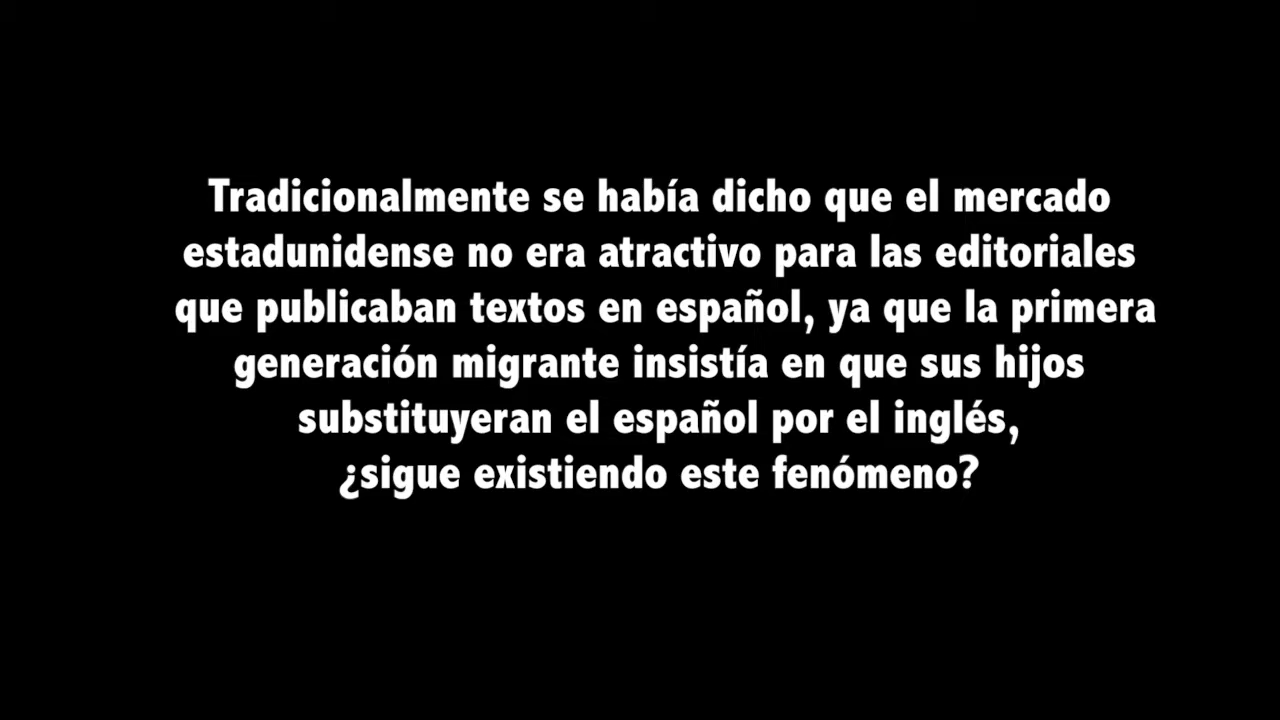 Tradicionalmente se había dicho que el mercado
estadunidense no era atractivo para las editoriales
que publicaban textos en español, ya que la primera
generación migrante insistía en que sus hijos
substituyeran el español por el inglés,
¿sigue existiendo este fenómeno?